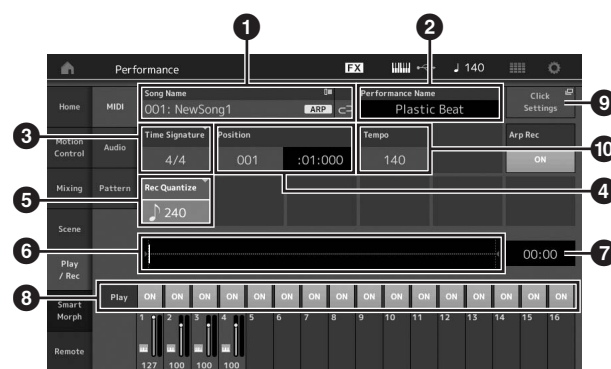 1 2
Performance FX 140
Song Name Performance Name
001: NewSong1 ARP Plastic Beat Click Settings 9
Home MIDI
3 Time Signature Position Tempo Arp Rec
4/4 001 :01:000 140 ON 10
Motion Control Audio
4
Mixing Pattern Rec Quantize
5 240
Scene
6 00:00 7
Play / Rec
8 Play ON ON ON ON ON ON ON ON ON ON ON ON ON ON ON ON
Smart Morph 1 2 3 4 5 6 7 8 9 10 11 12 13 14 15 16
Remote
127 100 100 100